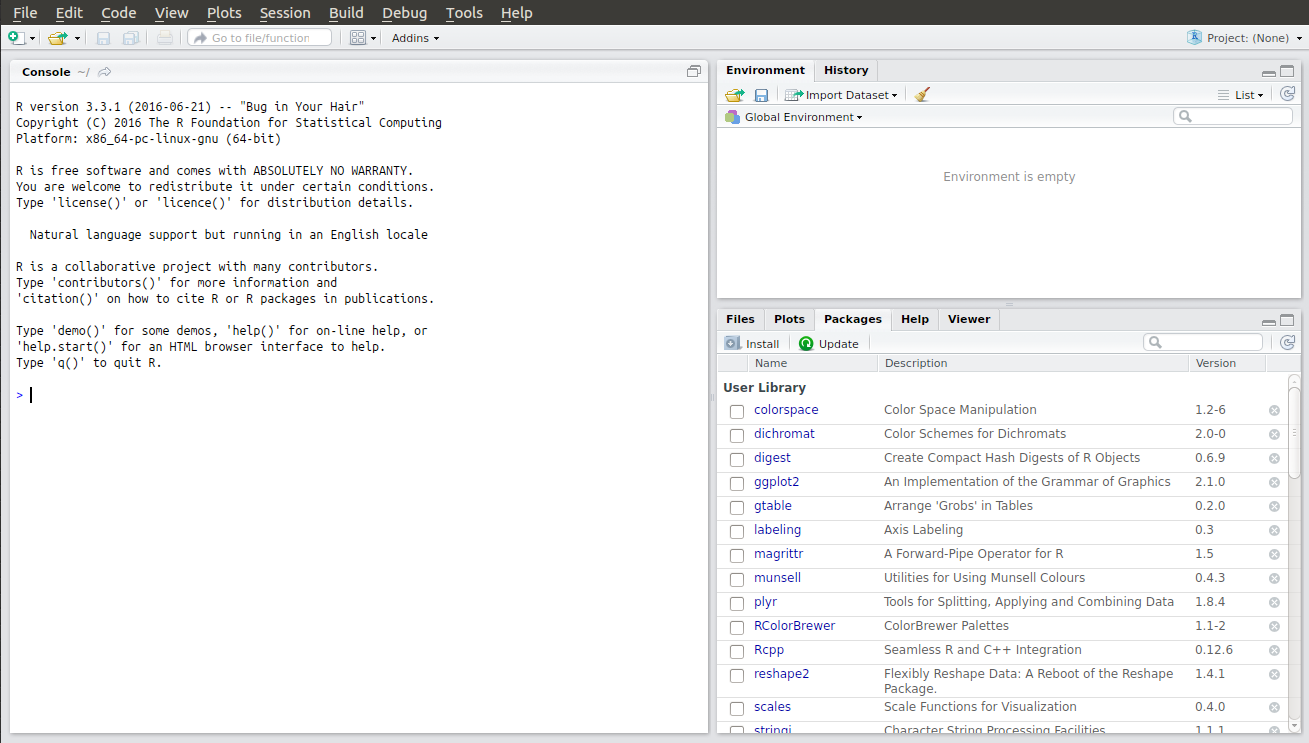 File Edit Code View Plots Session Build Debug Tools Help
Go to file/function Addins Project: (None)
Console ~/
R version 3.3.1 (2016-06-21) -- "Bug in Your Hair"
Copyright (C) 2016 The R Foundation for Statistical Computing
Platform: x86_64-pc-linux-gnu (64-bit)
R is free software and comes with ABSOLUTELY NO WARRANTY.
You are welcome to redistribute it under certain conditions.
Type 'license()' or 'licence()' for distribution details.
Natural language support but running in an English locale
R is a collaborative project with many contributors.
Type 'contributors()' for more information and
'citation()' on how to cite R or R packages in publications.
Type 'demo()' for some demos, 'help()' for on-line help, or
'help.start()' for an HTML browser interface to help.
Type 'q()' to quit R.
>
Environment History
Import Dataset List
Global Environment
Environment is empty
Files Plots Packages Help Viewer
Install Update
Name Description Version
User Library
colorspace Color Space Manipulation 1.2-6
dichromat Color Schemes for Dichromats 2.0-0
digest Create Compact Hash Digests of R Objects 0.6.9
ggplot2 An Implementation of the Grammar of Graphics 2.1.0
gtable Arrange 'Grobs' in Tables 0.2.0
labeling Axis Labeling 0.3
magrittr A Forward-Pipe Operator for R 1.5
munsell Utilities for Using Munsell Colours 0.4.3
plyr Tools for Splitting, Applying and Combining Data 1.8.4
RColorBrewer ColorBrewer Palettes 1.1-2
Rcpp Seamless R and C++ Integration 0.12.6
reshape2 Flexibly Reshape Data: A Reboot of the Reshape 1.4.1
Package.
scales Scale Functions for Visualization 0.4.0
stringi Character String Processing Facilities 1.1.1